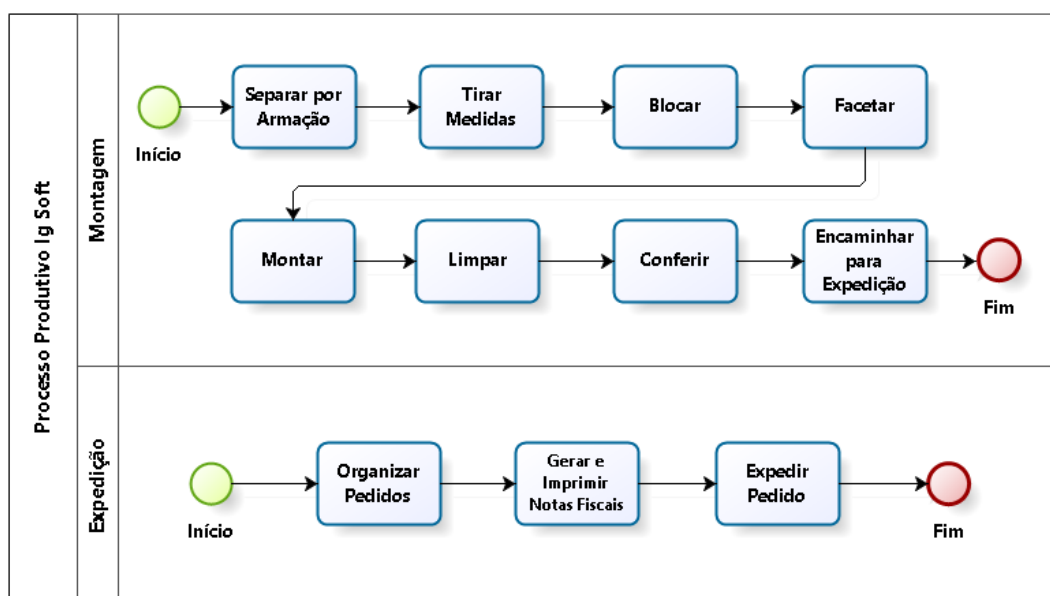 Processo Produtivo Ig Soft
Montagem
Início
Separar por
Armação
Tirar
Medidas
Blocar
Facetar
Montar
Limpar
Conferir
Encaminhar
para
Expedição
Fim
Expedição
Início
Organizar
Pedidos
Gerar e
Imprimir
Notas Fiscais
Expedir
Pedido
Fim